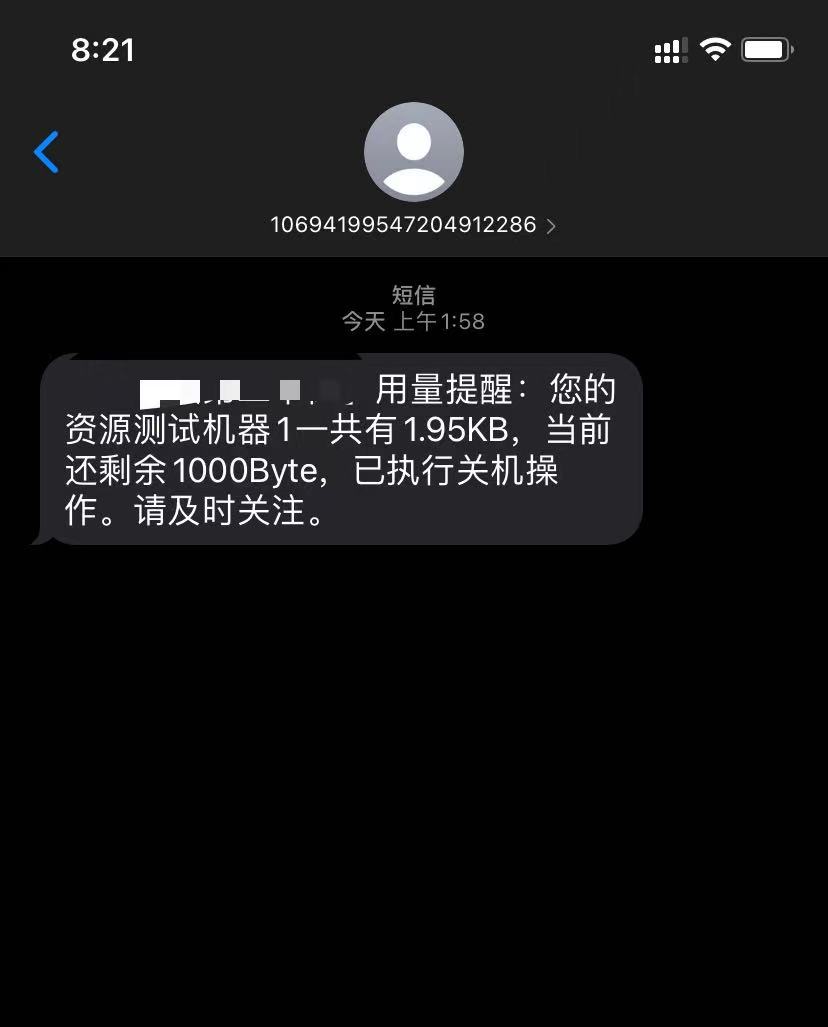 8:21
10694199547204912286
短信
今天 上午1:58
用量提醒：您的
资源测试机器1一共有1.95KB，当前
还剩余1000Byte，已执行关机操
作。请及时关注。